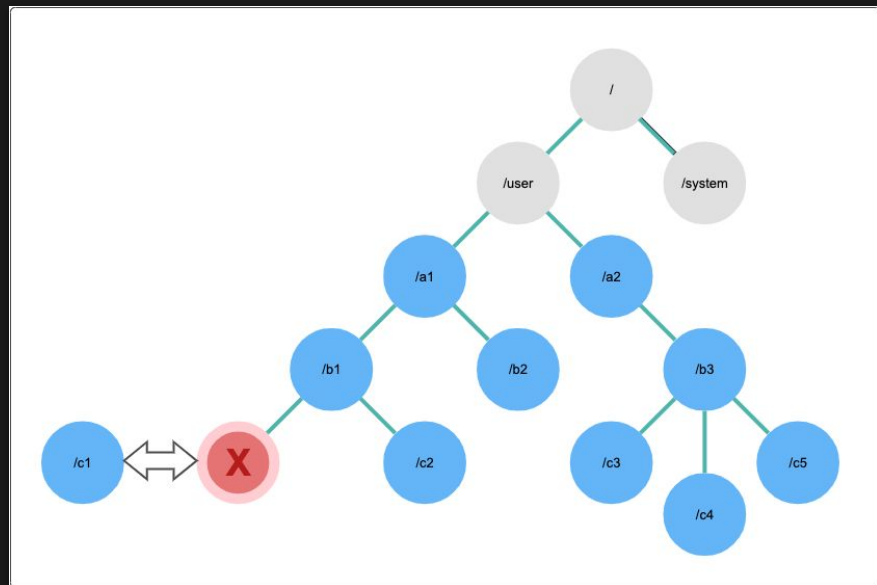 /
/user
/system
/a1
/a2
/b1
/b2
/b3
/c1
X
/c2
/c3
/c5
/c4